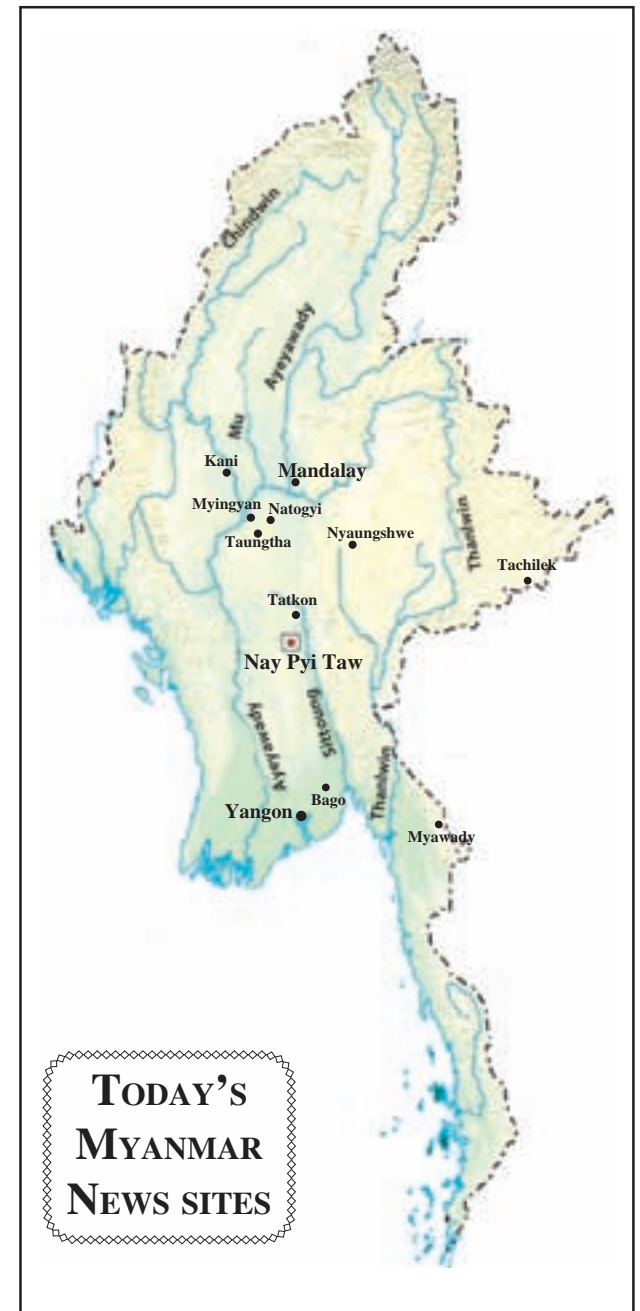 Chindwin
Ayeyawady
Mu
Kani
Mandalay
Myingyan
Natogyi
Taungtha
Nyaungshwe
Thanlwin
Tachilek
Tatkon
Nay Pyi Taw
Ayeyawady
Sittoung
Thanlwin
Bago
Yangon
Myawady
TODAY'S
MYANMAR
NEWS SITES